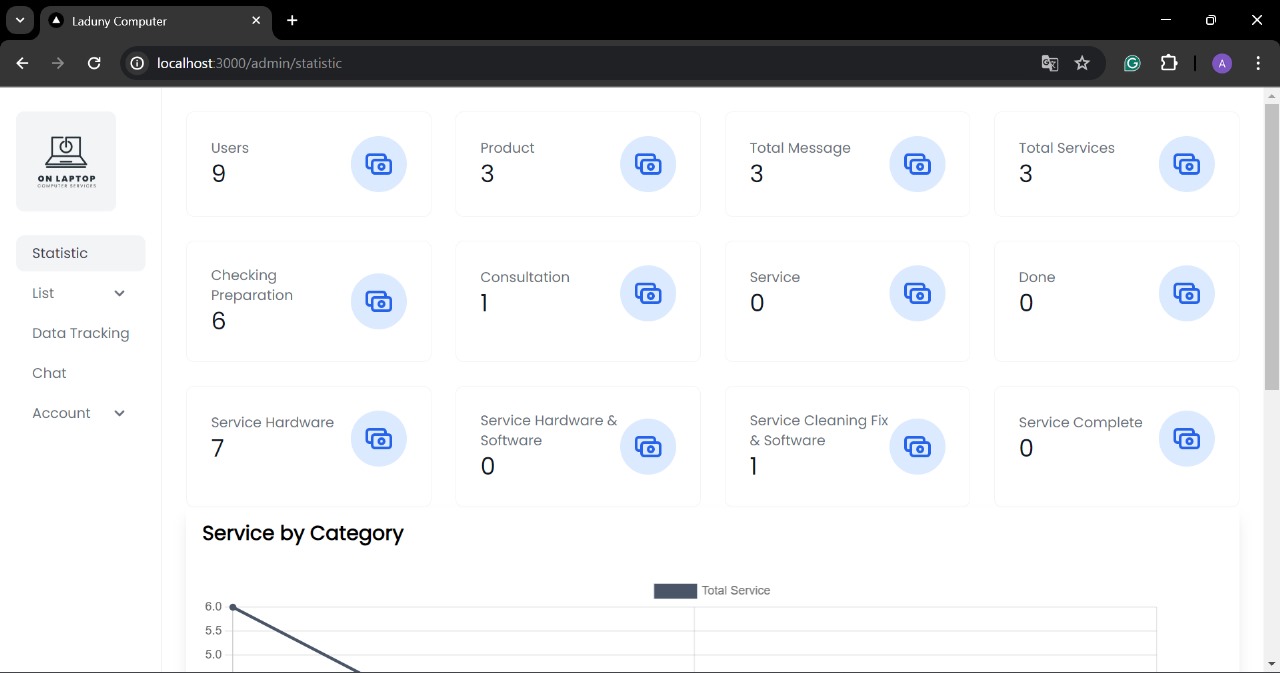 Laduny Computer
localhost:3000/admin/statistic
A
ON LAPTOP
COMPUTER SERVICES
Statistic
List
Data Tracking
Chat
Account
Users
9
Product
3
Total Message
3
Total Services
3
Checking
Preparation
6
Consultation
1
Service
0
Done
0
Service Hardware
7
Service Hardware &
Software
0
Service Cleaning Fix
& Software
1
Service Complete
0
Service by Category
Total Service
6.0
5.5
5.0